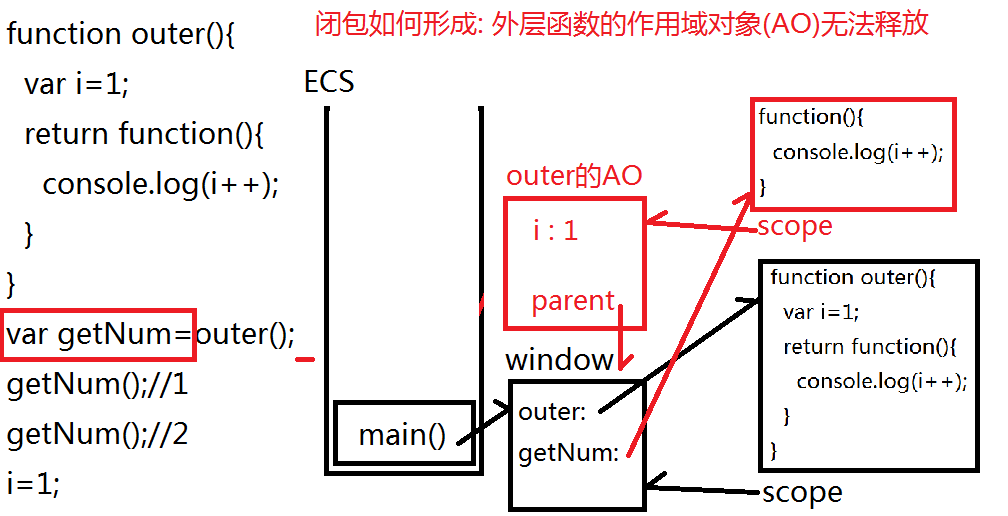 闭包如何形成: 外层函数的作用域对象(AO)无法释放
function outer(){
var i=1;
return function(){
console.log(i++);
}
}
var getNum=outer();
getNum();//1
getNum();//2
i=1;
ECS
main()
outer的AO
i : 1
parent
window
outer:
getNum:
function(){
console.log(i++);
}
scope
function outer(){
var i=1;
return function(){
console.log(i++);
}
}
scope